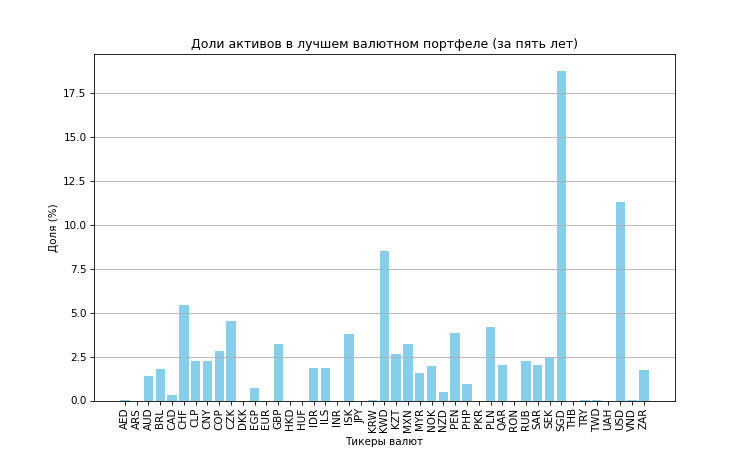 Доли активов в лучшем валютном портфеле (за пять лет)
Доля (%)
17.5
15.0
12.5
10.0
7.5
5.0
2.5
0.0
AED
ARS
AUD
BRL
CAD
CHF
CLP
CNY
COP
CZK
DKK
EGP
EUR
GBP
HKD
HUF
IDR
ILS
INR
ISK
JPY
KRW
KWD
KZT
MXN
MYR
NOK
NZD
PEN
PHP
PKR
PLN
QAR
RON
RUB
SAR
SEK
SGD
THB
TRY
TWD
UAH
USD
VND
ZAR
Тикеры валют